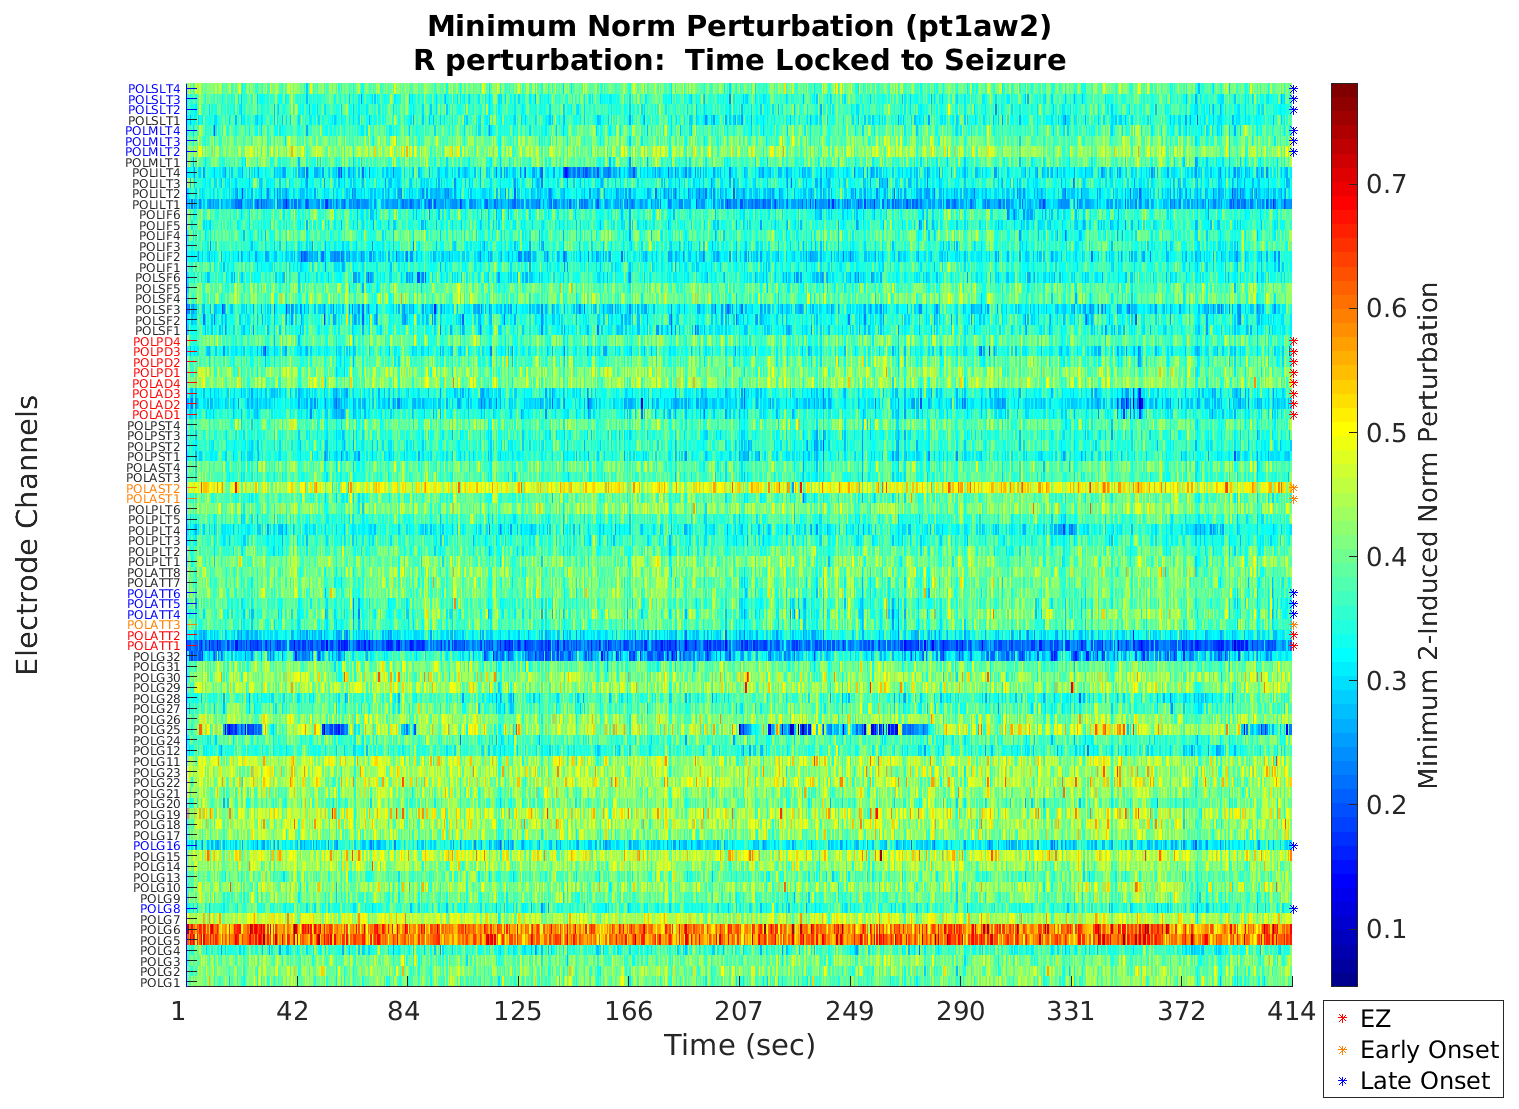 Minimum Norm Perturbation (pt1aw2)
R perturbation:  Time Locked to Seizure
Electrode Channels
POLSLT4
POLSLT3
POLSLT2
POLSLT1
POLMLT4
POLMLT3
POLMLT2
POLMLT1
POLILT4
POLILT3
POLILT2
POLILT1
POLIF6
POLIF5
POLIF4
POLIF3
POLIF2
POLIF1
POLSF6
POLSF5
POLSF4
POLSF3
POLSF2
POLSF1
POLPD4
POLPD3
POLPD2
POLPD1
POLAD4
POLAD3
POLAD2
POLAD1
POLPST4
POLPST3
POLPST2
POLPST1
POLAST4
POLAST3
POLAST2
POLAST1
POLPLT6
POLPLT5
POLPLT4
POLPLT3
POLPLT2
POLPLT1
POLATT8
POLATT7
POLATT6
POLATT5
POLATT4
POLATT3
POLATT2
POLATT1
POLG32
POLG31
POLG30
POLG29
POLG28
POLG27
POLG26
POLG25
POLG24
POLG12
POLG11
POLG23
POLG22
POLG21
POLG20
POLG19
POLG18
POLG17
POLG16
POLG15
POLG14
POLG13
POLG10
POLG9
POLG8
POLG7
POLG6
POLG5
POLG4
POLG3
POLG2
POLG1
1 42 84 125 166 207 249 290 331 372 414
Time (sec)
0.7
0.6
0.5
0.4
0.3
0.2
0.1
Minimum 2-Induced Norm Perturbation
EZ
Early Onset
Late Onset